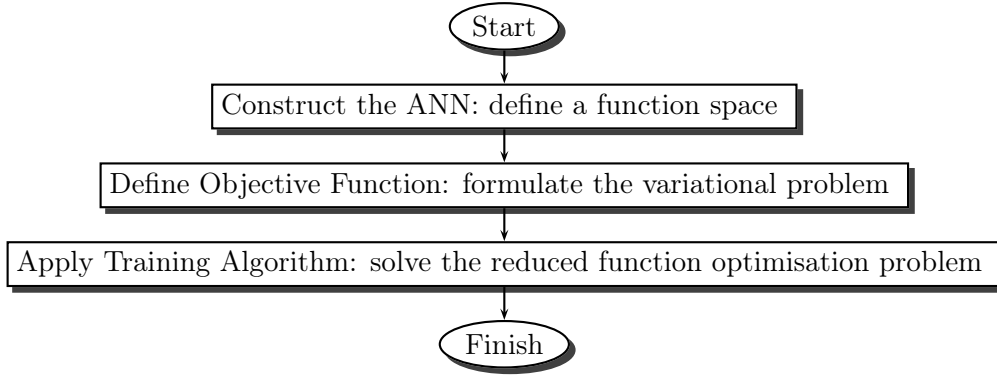 Start
Construct the ANN: define a function space
Define Objective Function: formulate the variational problem
Apply Training Algorithm: solve the reduced function optimisation problem
Finish